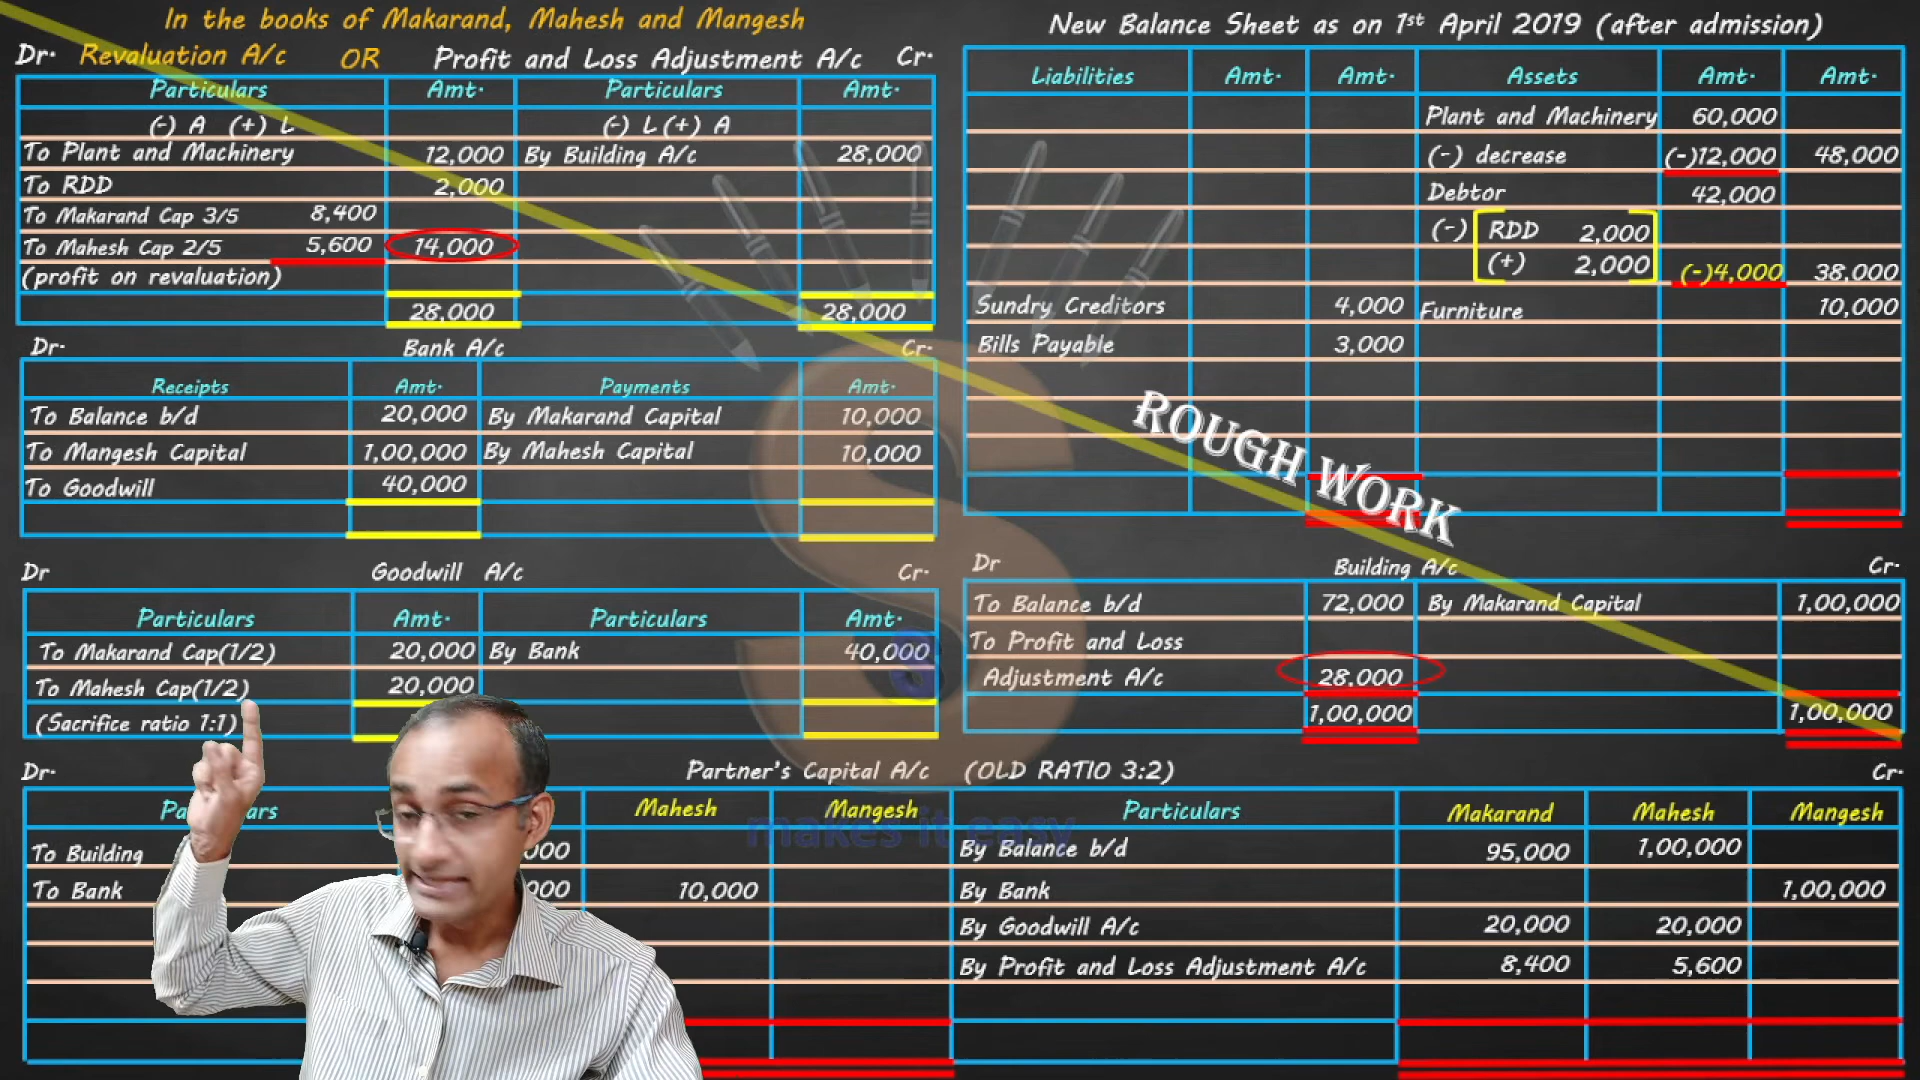 In the books of Makarand, Mahesh and Mangesh
Dr. Revaluation A/c OR Profit and Loss Adjustment A/c Cr.
Particulars Amt. Particulars Amt.
(-) A (+) L (-) L (+) A
To Plant and Machinery 12,000 By Building A/c 28,000
To RDD 2,000
To Makarand Cap 3/5 8,400
To Mahesh Cap 2/5 5,600 14,000
(profit on revaluation)
28,000 28,000
Dr. Bank A/c Cr.
Receipts Amt. Payments Amt.
To Balance b/d 20,000 By Makarand Capital 10,000
To Mangesh Capital 1,00,000 By Mahesh Capital 10,000
To Goodwill 40,000
Dr Goodwill A/c Cr.
Particulars Amt. Particulars Amt.
To Makarand Cap(1/2) 20,000 By Bank 40,000
To Mahesh Cap(1/2) 20,000
(Sacrifice ratio 1:1)
New Balance Sheet as on 1st April 2019 (after admission)
Liabilities Amt. Amt. Assets Amt. Amt.
Plant and Machinery 60,000
(-) decrease (-)12,000 48,000
Debtor 42,000
(-) RDD 2,000
(+) 2,000 (-)4,000 38,000
Sundry Creditors 4,000 Furniture 10,000
Bills Payable 3,000
ROUGH WORK
Dr Building A/c Cr.
To Balance b/d 72,000 By Makarand Capital 1,00,000
To Profit and Loss
Adjustment A/c 28,000
1,00,000 1,00,000
S
makes it easy
Dr. Partner's Capital A/c (OLD RATIO 3:2) Cr.
Mahesh Mangesh Particulars Makarand Mahesh Mangesh
To Building By Balance b/d 95,000 1,00,000
To Bank 10,000 By Bank 1,00,000
By Goodwill A/c 20,000 20,000
By Profit and Loss Adjustment A/c 8,400 5,600